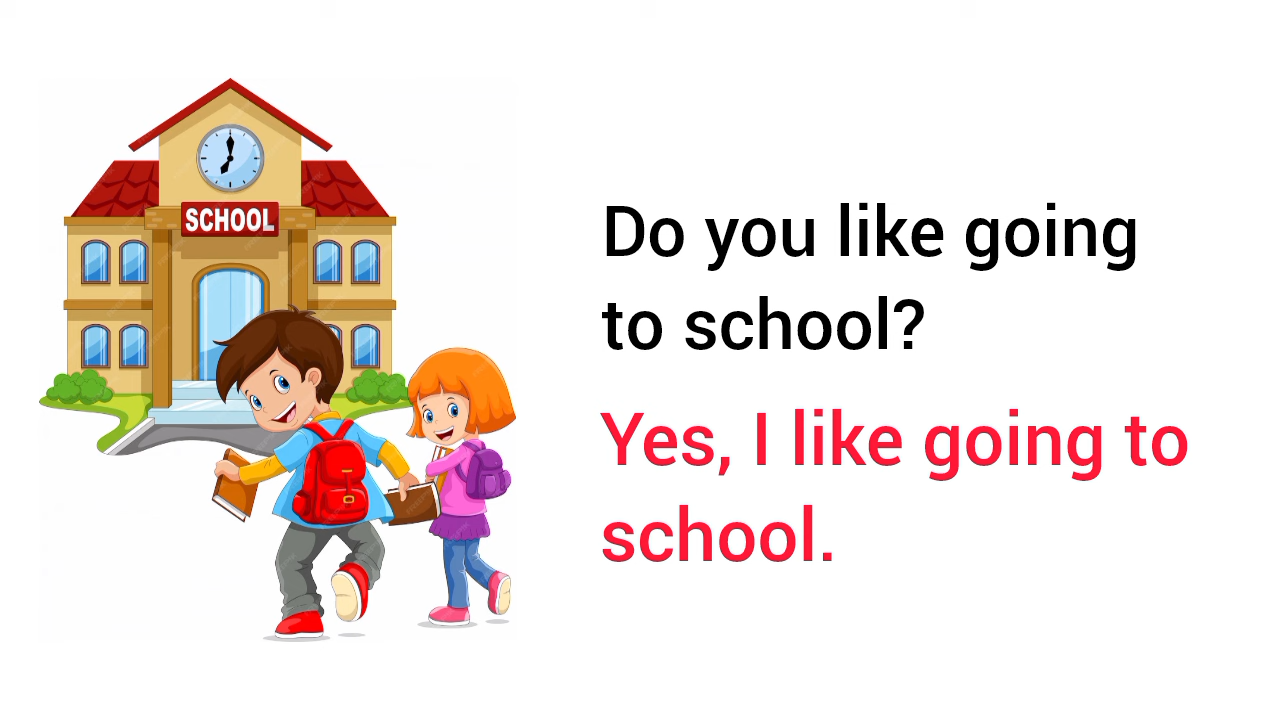 SCHOOL
Do you like going
to school?
Yes, I like going to
school.